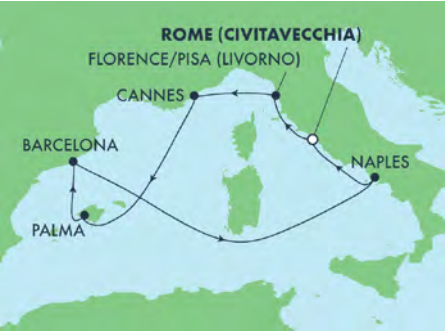 ROME (CIVITAVECCHIA)
FLORENCE/PISA (LIVORNO)
CANNES
BARCELONA
NAPLES
PALMA